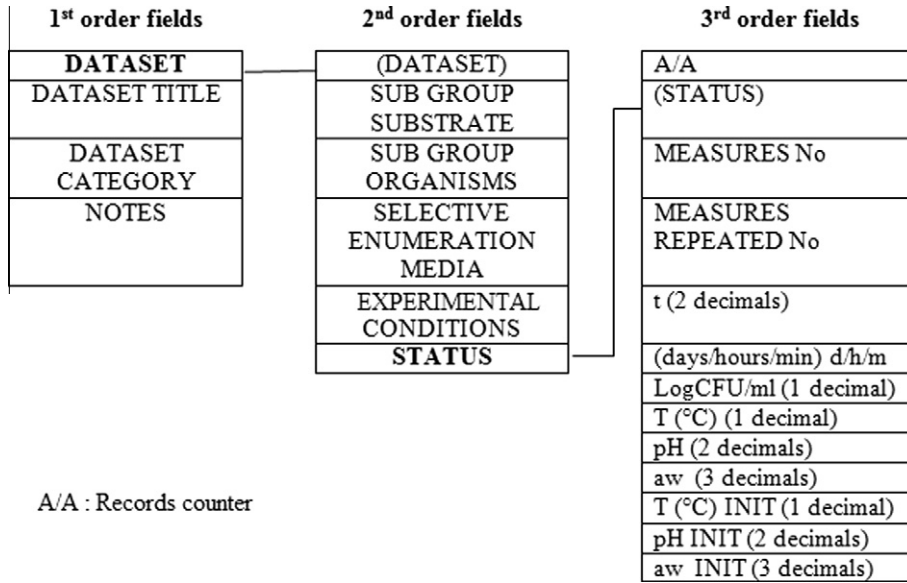 1st order fields
DATASET
DATASET TITLE
DATASET
CATEGORY
NOTES
2nd order fields
(DATASET)
SUB GROUP
SUBSTRATE
SUB GROUP
ORGANISMS
SELECTIVE
ENUMERATION
MEDIA
EXPERIMENTAL
CONDITIONS
STATUS
3rd order fields
A/A
(STATUS)
MEASURES No
MEASURES
REPEATED No
t (2 decimals)
(days/hours/min) d/h/m
LogCFU/ml (1 decimal)
T (°C) (1 decimal)
pH (2 decimals)
aw (3 decimals)
T (°C) INIT (1 decimal)
pH INIT (2 decimals)
aw INIT (3 decimals)
A/A : Records counter